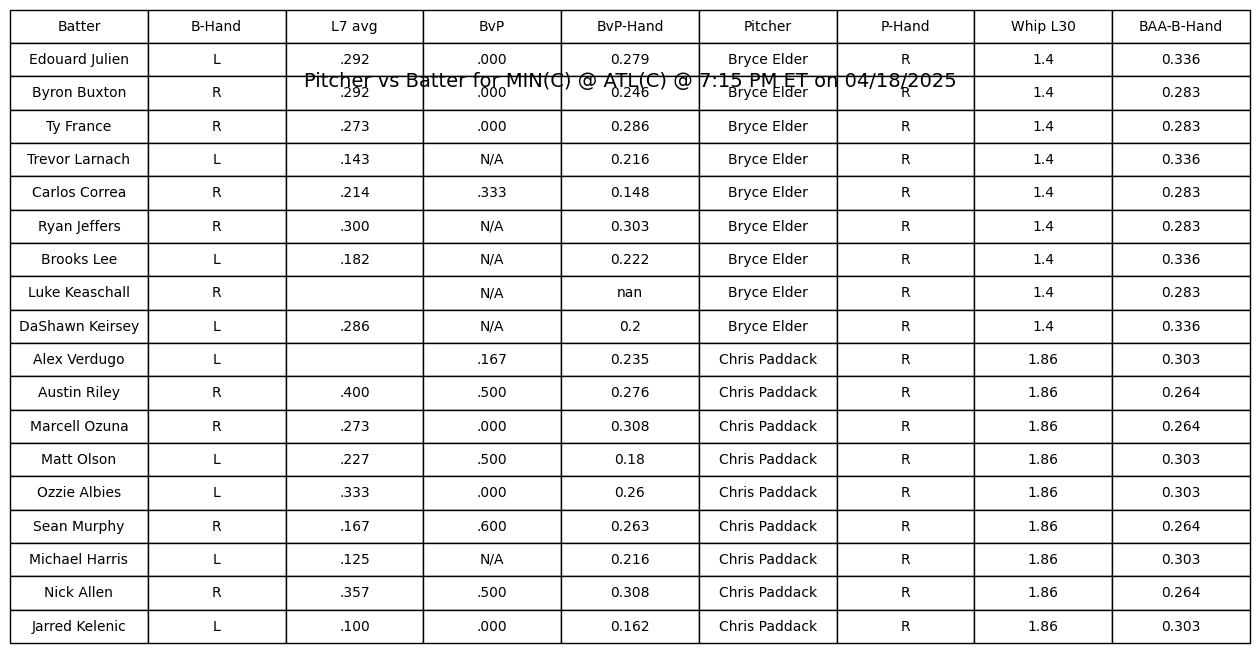 Batter B-Hand L7 avg BvP BvP-Hand Pitcher P-Hand Whip L30 BAA-B-Hand
Edouard Julien L .292 .000 0.279 Bryce Elder R 1.4 0.336
Pitcher vs Batter for MIN(C) @ ATL(C) @ 7:15 PM ET on 04/18/2025
Byron Buxton R .292 .000 0.246 Bryce Elder R 1.4 0.283
Ty France R .273 .000 0.286 Bryce Elder R 1.4 0.283
Trevor Larnach L .143 N/A 0.216 Bryce Elder R 1.4 0.336
Carlos Correa R .214 .333 0.148 Bryce Elder R 1.4 0.283
Ryan Jeffers R .300 N/A 0.303 Bryce Elder R 1.4 0.283
Brooks Lee L .182 N/A 0.222 Bryce Elder R 1.4 0.336
Luke Keaschall R N/A nan Bryce Elder R 1.4 0.283
DaShawn Keirsey L .286 N/A 0.2 Bryce Elder R 1.4 0.336
Alex Verdugo L .167 0.235 Chris Paddack R 1.86 0.303
Austin Riley R .400 .500 0.276 Chris Paddack R 1.86 0.264
Marcell Ozuna R .273 .000 0.308 Chris Paddack R 1.86 0.264
Matt Olson L .227 .500 0.18 Chris Paddack R 1.86 0.303
Ozzie Albies L .333 .000 0.26 Chris Paddack R 1.86 0.303
Sean Murphy R .167 .600 0.263 Chris Paddack R 1.86 0.264
Michael Harris L .125 N/A 0.216 Chris Paddack R 1.86 0.303
Nick Allen R .357 .500 0.308 Chris Paddack R 1.86 0.264
Jarred Kelenic L .100 .000 0.162 Chris Paddack R 1.86 0.303